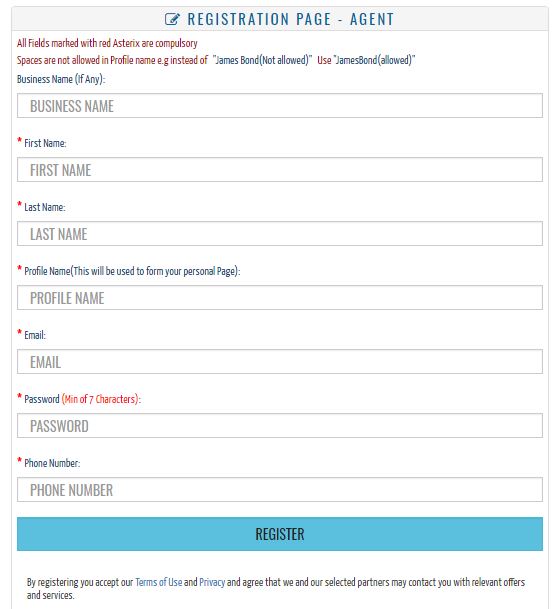 REGISTRATION PAGE - AGENT
All Fields marked with red Asterix are compulsory
Spaces are not allowed in Profile name e.g instead of "James Bond(Not allowed)" Use "JamesBond(allowed)"
Business Name (If Any):
BUSINESS NAME
* First Name:
FIRST NAME
* Last Name:
LAST NAME
* Profile Name(This will be used to form your personal Page):
PROFILE NAME
* Email:
EMAIL
* Password (Min of 7 Characters):
PASSWORD
* Phone Number:
PHONE NUMBER
REGISTER
By registering you accept our Terms of Use and Privacy and agree that we and our selected partners may contact you with relevant offers
and services.